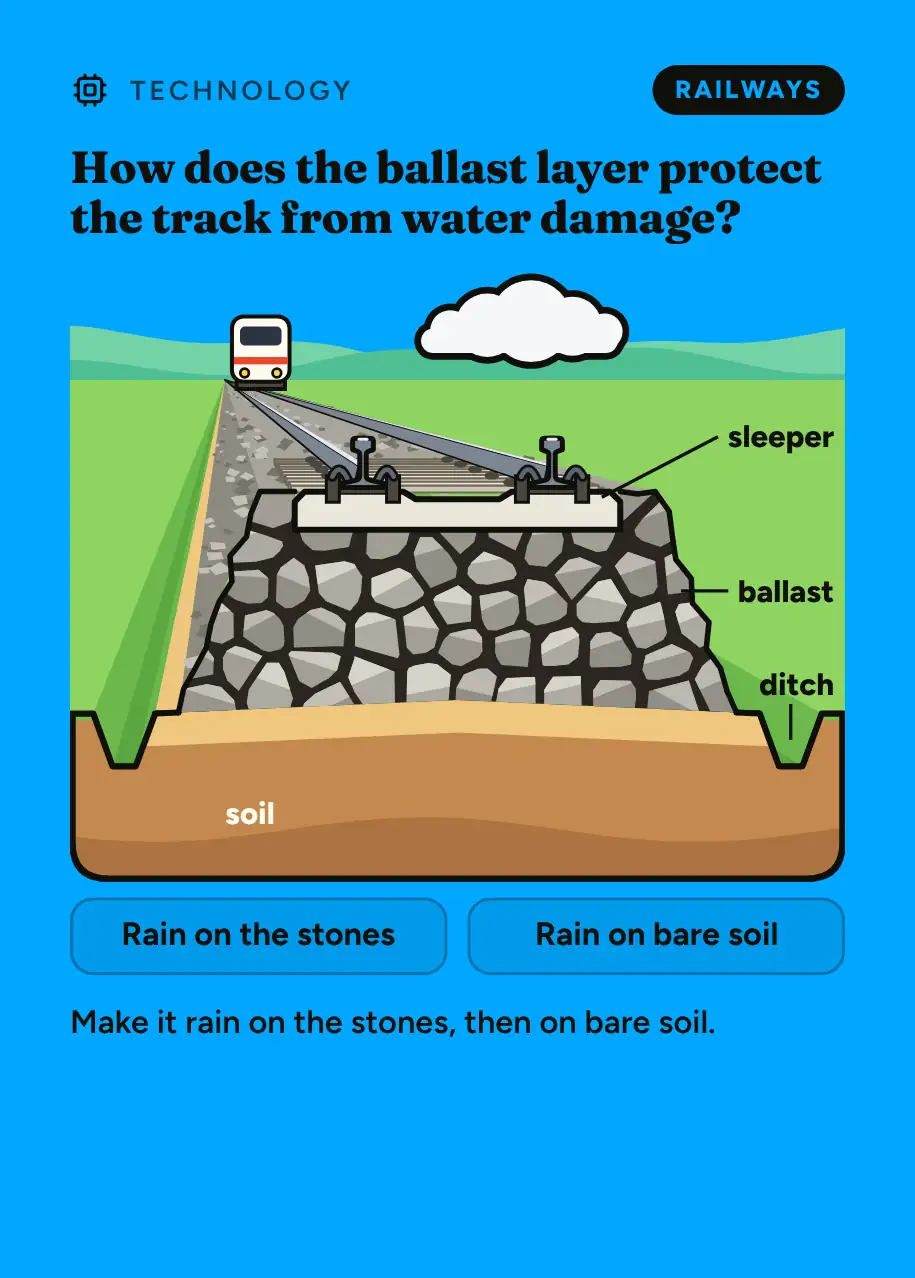 TECHNOLOGY
RAILWAYS
How does the ballast layer protect
the track from water damage?
sleeper
ballast
ditch
soil
Rain on the stones
Rain on bare soil
Make it rain on the stones, then on bare soil.